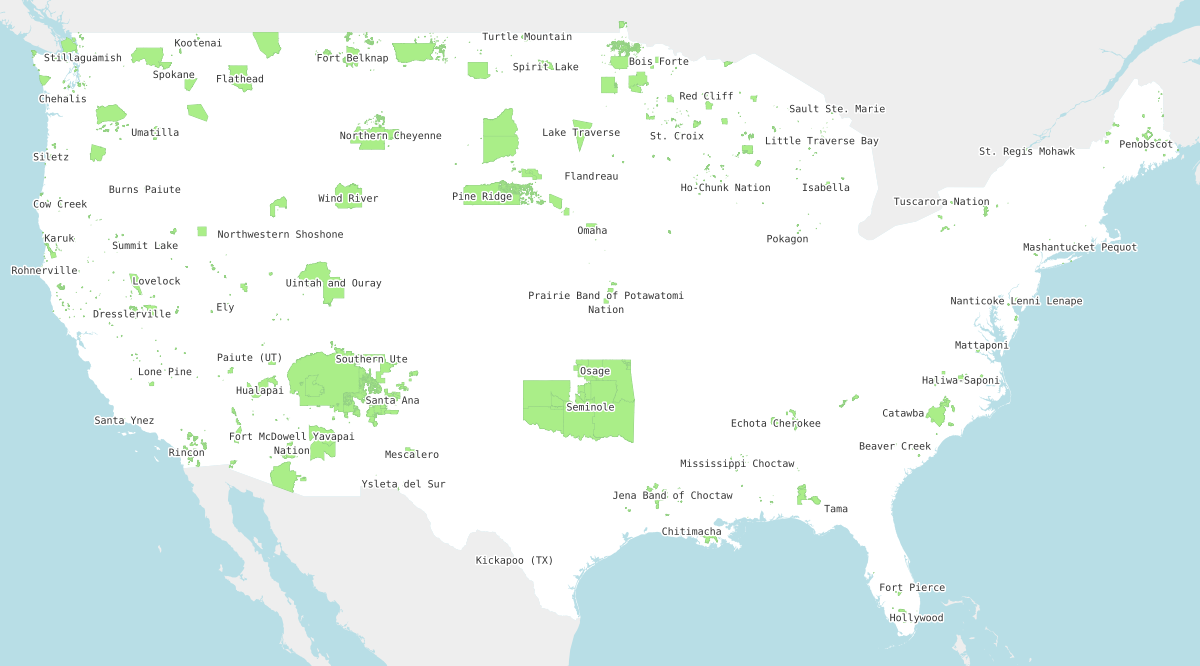 Turtle Mountain
Kootenai
Stillaguamish
Fort Belknap
Bois Forte
Spirit Lake
Spokane
Flathead
Chehalis
Red Cliff
Sault Ste. Marie
Umatilla
Northern Cheyenne
Lake Traverse
St. Croix
Little Traverse Bay
Penobscot
St. Regis Mohawk
Siletz
Flandreau
Burns Paiute
Ho-Chunk Nation
Isabella
Wind River
Pine Ridge
Cow Creek
Tuscarora Nation
Omaha
Northwestern Shoshone
Karuk
Summit Lake
Pokagon
Mashantucket Pequot
Rohnerville
Lovelock
Uintah and Ouray
Prairie Band of Potawatomi
Nation
Nanticoke Lenni Lenape
Ely
Dresslerville
Mattaponi
Paiute (UT)
Southern Ute
Lone Pine
Osage
Haliwa-Saponi
Hualapai
Santa Ana
Seminole
Catawba
Santa Ynez
Echota Cherokee
Fort McDowell Yavapai
Nation
Beaver Creek
Rincon
Mescalero
Mississippi Choctaw
Ysleta del Sur
Jena Band of Choctaw
Tama
Chitimacha
Kickapoo (TX)
Fort Pierce
Hollywood